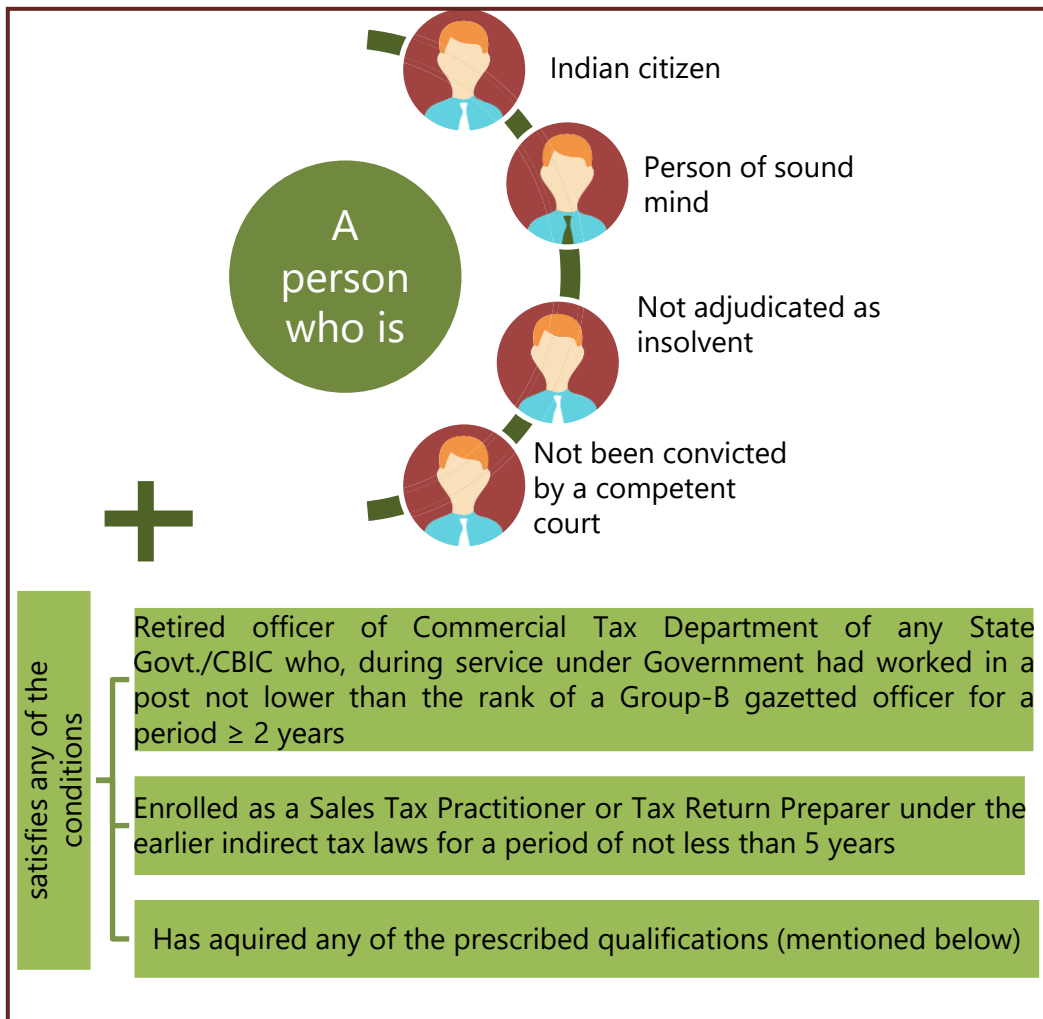 A
person
who is
Indian citizen
Person of sound
mind
Not adjudicated as
insolvent
Not been convicted
by a competent
court
satisfies any of the
conditions
Retired officer of Commercial Tax Department of any State
Govt./CBIC who, during service under Government had worked in a
post not lower than the rank of a Group-B gazetted officer for a
period ≥ 2 years
Enrolled as a Sales Tax Practitioner or Tax Return Preparer under the
earlier indirect tax laws for a period of not less than 5 years
Has aquired any of the prescribed qualifications (mentioned below)